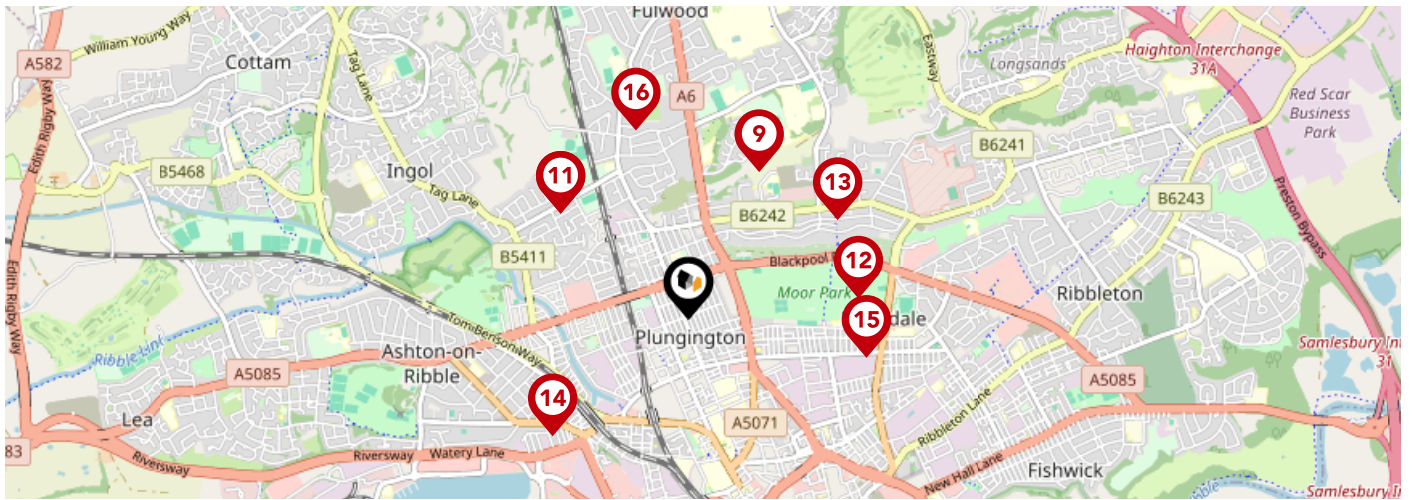 Fulwood
William Young Way
Haighton Interchange
31A
Cottam
A582
Tag Lane
Eastway
Longsands
Edith Rigby Way
16
A6
Red Scar
Business
Park
9
B6241
B5468
Ingol
11
13
Tag Lane
B6242
B6243
Preston Bypass
B5411
Blackpool
12
Edith Rigby Way
Moor Park
Ribbleton
Tom Benson Way
15
dale
Plungington
Ribble Link
Ashton-on-
Ribble
Samlesbury Int
31
A5085
A5085
14
Lea
A5071
Ribbleton Lane
83
Riversway
Riversway
Watery Lane
New Hall Lane
Fishwick
Samlesbury In